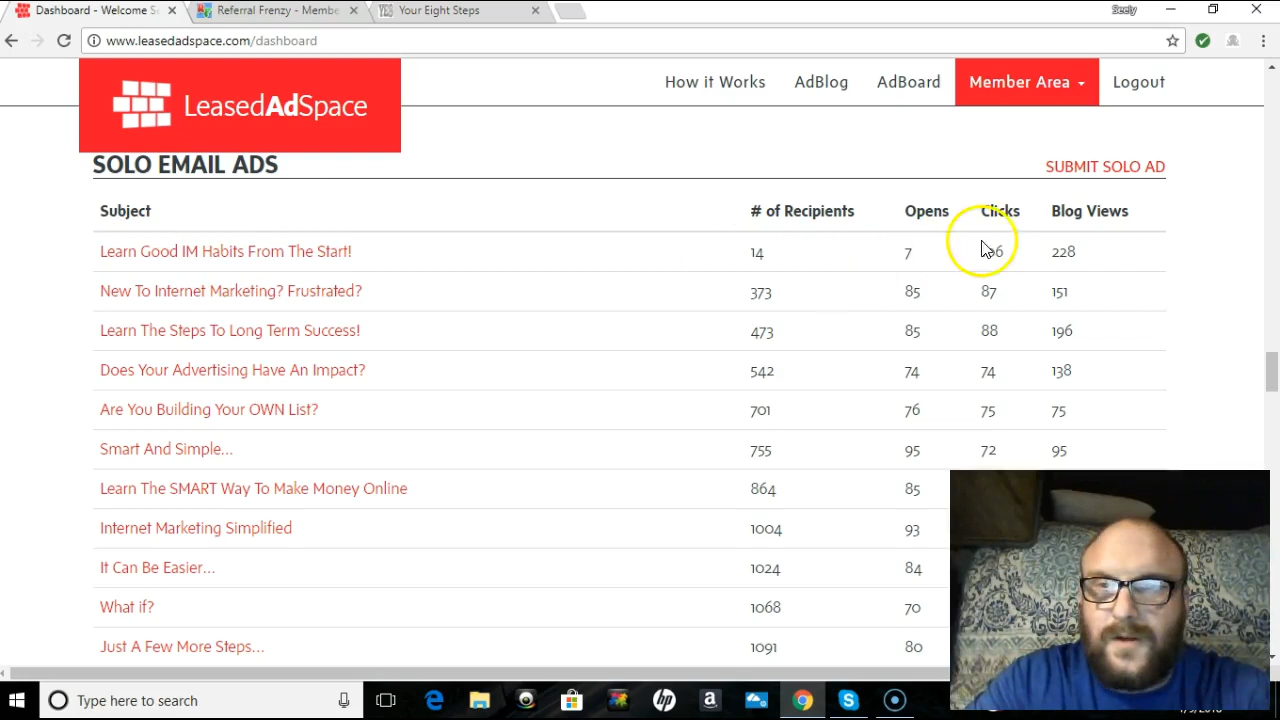 Dashboard - Welcome S
Referral Frenzy - Membe
Your Eight Steps
Seely
www.leasedadspace.com/dashboard
LeasedAdSpace
How it Works
AdBlog
AdBoard
Member Area
Logout
SOLO EMAIL ADS
SUBMIT SOLO AD
Subject # of Recipients Opens Clicks Blog Views
Learn Good IM Habits From The Start! 14 7 228
New To Internet Marketing? Frustrated? 373 85 87 151
Learn The Steps To Long Term Success! 473 85 88 196
Does Your Advertising Have An Impact? 542 74 74 138
Are You Building Your OWN List? 701 76 75 75
Smart And Simple... 755 95 72 95
Learn The SMART Way To Make Money Online 864 85
Internet Marketing Simplified 1004 93
It Can Be Easier... 1024 84
What if? 1068 70
Just A Few More Steps... 1091 80
Type here to search